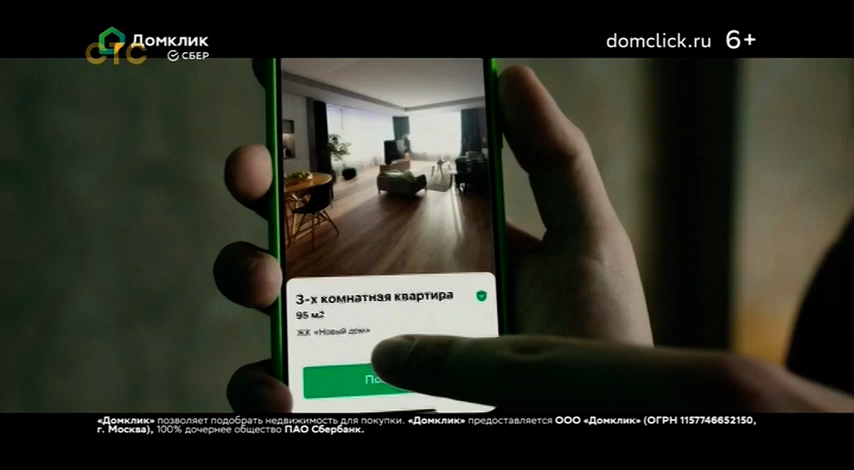 Домклик
СБЕР
СТС
domclick.ru 6+
3-х комнатная квартира
95 м2
ЖК «Новый дом»
«Домклик» позволяет подобрать недвижимость для покупки. «Домклик» предоставляется ООО «Домклик» (ОГРН 1157746652150,
г. Москва), 100% дочернее общество ПАО Сбербанк.